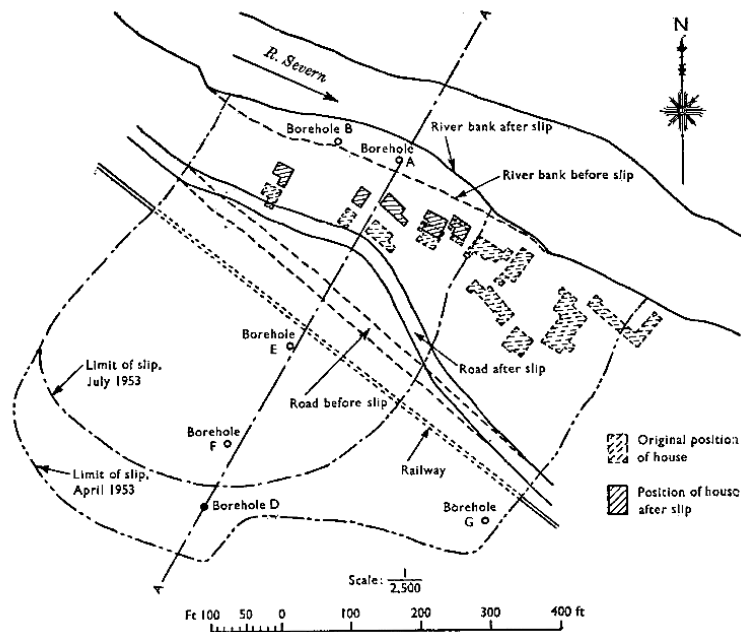 A
N
R. Severn
Borehole B
Borehole
A
River bank after slip
River bank before slip
Borehole
E
Limit of slip,
July 1953
Road before slip
Road after slip
Borehole
F
Railway
Original position
of house
Limit of slip,
April 1953
Borehole D
Borehole
G
Position of house
after slip
A
Scale: 1/2,500
Ft 100 0 100 200 300 400 ft